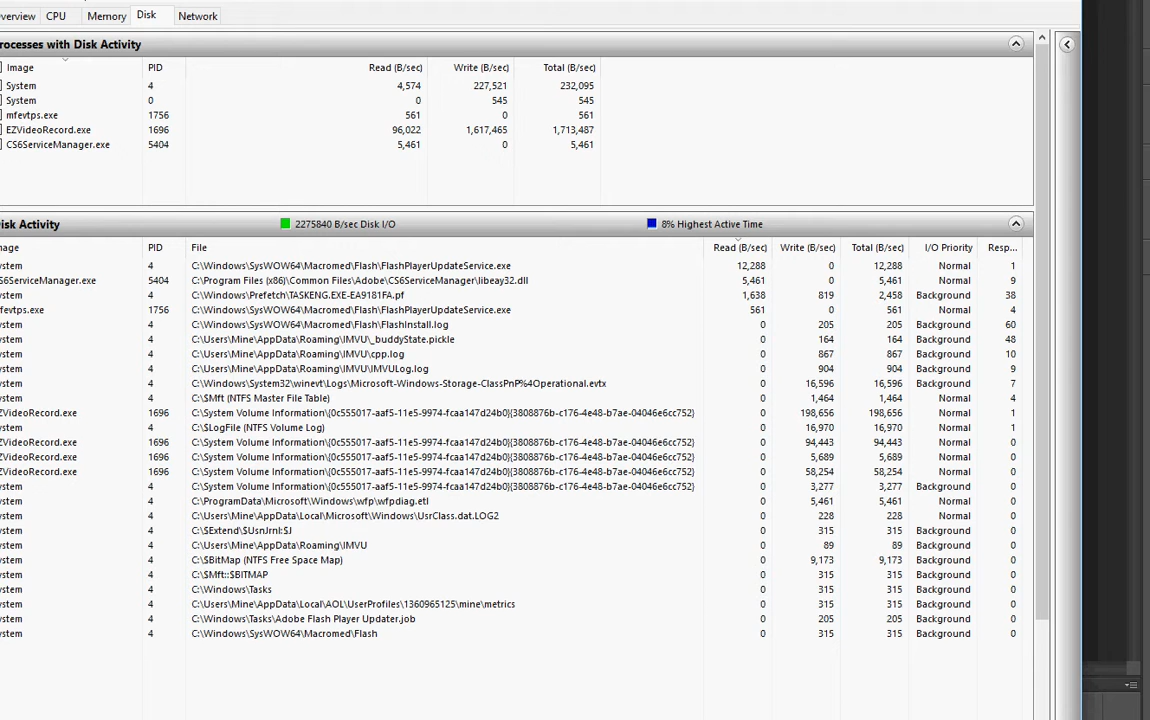 verview CPU Memory Disk Network
rocesses with Disk Activity
Image PID Read (B/sec) Write (B/sec) Total (B/sec)
System 4 4,574 227,521 232,095
System 0 0 545 545
mfevtps.exe 1756 561 0 561
EZVideoRecord.exe 1696 96,022 1,617,465 1,713,487
CS6ServiceManager.exe 5404 5,461 0 5,461
isk Activity 2275840 B/sec Disk I/O 8% Highest Active Time
mage PID File Read (B/sec) Write (B/sec) Total (B/sec) I/O Priority Resp...
ystem 4 C:\Windows\SysWOW64\Macromed\Flash\FlashPlayerUpdateService.exe 12,288 0 12,288 Normal 1
S6ServiceManager.exe 5404 C:\Program Files (x86)\Common Files\Adobe\CS6ServiceManager\libeay32.dll 5,461 0 5,461 Normal 9
ystem 4 C:\Windows\Prefetch\TASKENG.EXE-EA9181FA.pf 1,638 819 2,458 Background 38
fevtps.exe 1756 C:\Windows\SysWOW64\Macromed\Flash\FlashPlayerUpdateService.exe 561 0 561 Normal 4
ystem 4 C:\Windows\SysWOW64\Macromed\Flash\FlashInstall.log 0 205 205 Background 60
ystem 4 C:\Users\Mine\AppData\Roaming\IMVU\_buddyState.pickle 0 164 164 Background 48
ystem 4 C:\Users\Mine\AppData\Roaming\IMVU\cpp.log 0 867 867 Background 10
ystem 4 C:\Users\Mine\AppData\Roaming\IMVU\IMVULog.log 0 904 904 Background 9
ystem 4 C:\Windows\System32\winevt\Logs\Microsoft-Windows-Storage-ClassPnP%4Operational.evtx 0 16,596 16,596 Background 7
ystem 4 C:\$Mft (NTFS Master File Table) 0 1,464 1,464 Normal 4
ZVideoRecord.exe 1696 C:\System Volume Information\{0c555017-aaf5-11e5-9974-fcaa147d24b0}{3808876b-c176-4e48-b7ae-04046e6cc752} 0 198,656 198,656 Normal 1
ystem 4 C:\$LogFile (NTFS Volume Log) 0 16,970 16,970 Normal 1
ZVideoRecord.exe 1696 C:\System Volume Information\{0c555017-aaf5-11e5-9974-fcaa147d24b0}{3808876b-c176-4e48-b7ae-04046e6cc752} 0 94,443 94,443 Normal 0
ZVideoRecord.exe 1696 C:\System Volume Information\{0c555017-aaf5-11e5-9974-fcaa147d24b0}{3808876b-c176-4e48-b7ae-04046e6cc752} 0 5,689 5,689 Normal 0
ZVideoRecord.exe 1696 C:\System Volume Information\{0c555017-aaf5-11e5-9974-fcaa147d24b0}{3808876b-c176-4e48-b7ae-04046e6cc752} 0 58,254 58,254 Normal 0
ystem 4 C:\System Volume Information\{0c555017-aaf5-11e5-9974-fcaa147d24b0}{3808876b-c176-4e48-b7ae-04046e6cc752} 0 3,277 3,277 Background 0
ystem 4 C:\ProgramData\Microsoft\Windows\wfp\wfpdiag.etl 0 5,461 5,461 Normal 0
ystem 4 C:\Users\Mine\AppData\Local\Microsoft\Windows\UsrClass.dat.LOG2 0 228 228 Normal 0
ystem 4 C:\$Extend\$UsnJrnl:$J 0 315 315 Background 0
ystem 4 C:\Users\Mine\AppData\Roaming\IMVU 0 89 89 Background 0
ystem 4 C:\$BitMap (NTFS Free Space Map) 0 9,173 9,173 Background 0
ystem 4 C:\$Mft::$BITMAP 0 315 315 Background 0
ystem 4 C:\Windows\Tasks 0 315 315 Background 0
ystem 4 C:\Users\Mine\AppData\Local\AOL\UserProfiles\1360965125\mine\metrics 0 315 315 Background 0
ystem 4 C:\Windows\Tasks\Adobe Flash Player Updater.job 0 205 205 Background 0
ystem 4 C:\Windows\SysWOW64\Macromed\Flash 0 315 315 Background 0